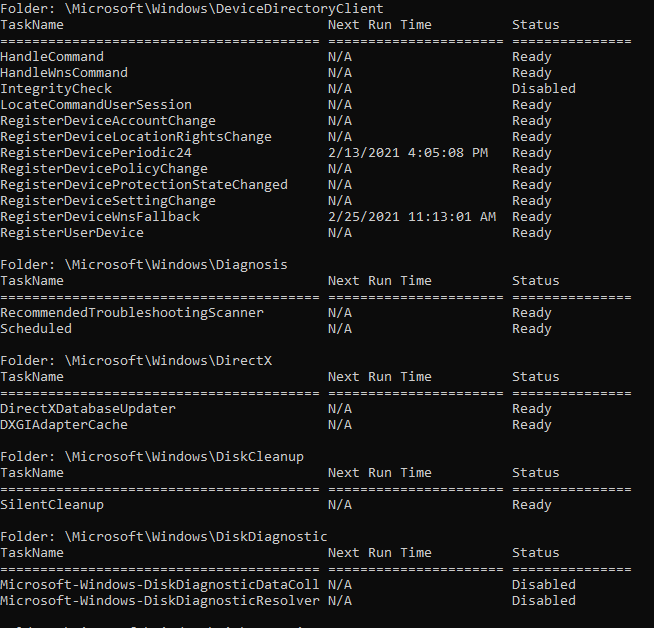 Folder: \Microsoft\Windows\DeviceDirectoryClient
TaskName                                 Next Run Time          Status
======================================== ====================== ===============
HandleCommand                            N/A                    Ready
HandleWnsCommand                         N/A                    Ready
IntegrityCheck                           N/A                    Disabled
LocateCommandUserSession                 N/A                    Ready
RegisterDeviceAccountChange              N/A                    Ready
RegisterDeviceLocationRightsChange       N/A                    Ready
RegisterDevicePeriodic24                 2/13/2021 4:05:08 PM   Ready
RegisterDevicePolicyChange               N/A                    Ready
RegisterDeviceProtectionStateChanged     N/A                    Ready
RegisterDeviceSettingChange              N/A                    Ready
RegisterDeviceWnsFallback                2/25/2021 11:13:01 AM  Ready
RegisterUserDevice                       N/A                    Ready

Folder: \Microsoft\Windows\Diagnosis
TaskName                                 Next Run Time          Status
======================================== ====================== ===============
RecommendedTroubleshootingScanner        N/A                    Ready
Scheduled                                N/A                    Ready

Folder: \Microsoft\Windows\DirectX
TaskName                                 Next Run Time          Status
======================================== ====================== ===============
DirectXDatabaseUpdater                   N/A                    Ready
DXGIAdapterCache                         N/A                    Ready

Folder: \Microsoft\Windows\DiskCleanup
TaskName                                 Next Run Time          Status
======================================== ====================== ===============
SilentCleanup                            N/A                    Ready

Folder: \Microsoft\Windows\DiskDiagnostic
TaskName                                 Next Run Time          Status
======================================== ====================== ===============
Microsoft-Windows-DiskDiagnosticDataColl N/A                    Disabled
Microsoft-Windows-DiskDiagnosticResolver N/A                    Disabled